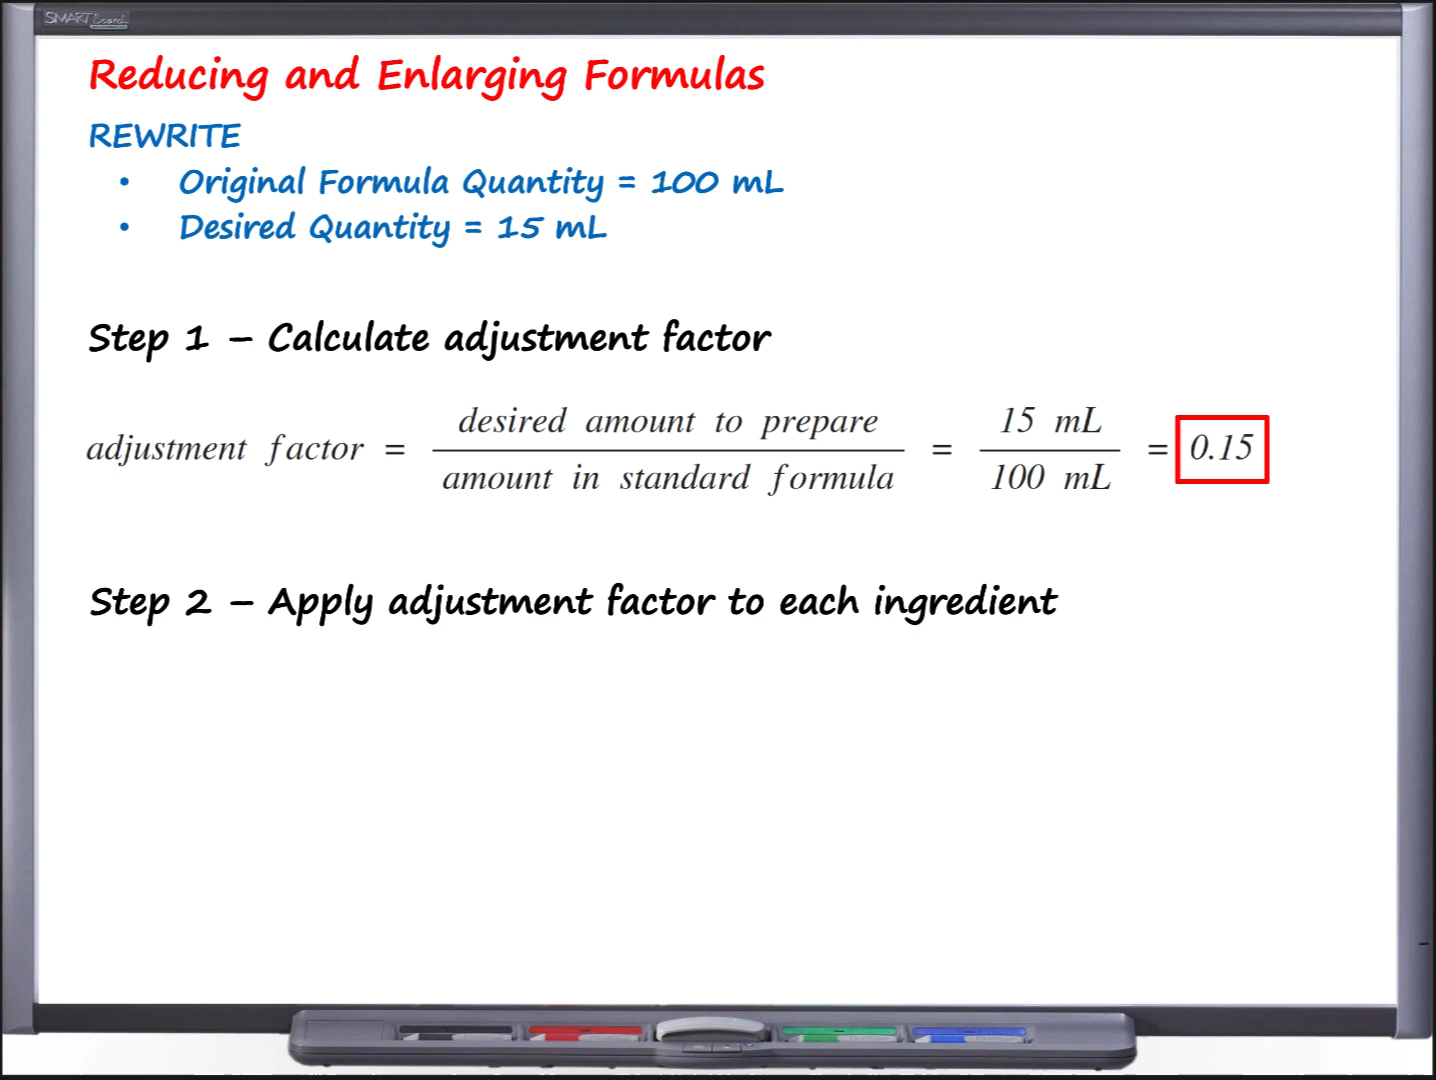 SMART Board
Reducing and Enlarging Formulas
REWRITE
• Original Formula Quantity = 100 mL
• Desired Quantity = 15 mL
Step 1 – Calculate adjustment factor
adjustment factor = desired amount to prepare / amount in standard formula = 15 mL / 100 mL = 0.15
Step 2 – Apply adjustment factor to each ingredient